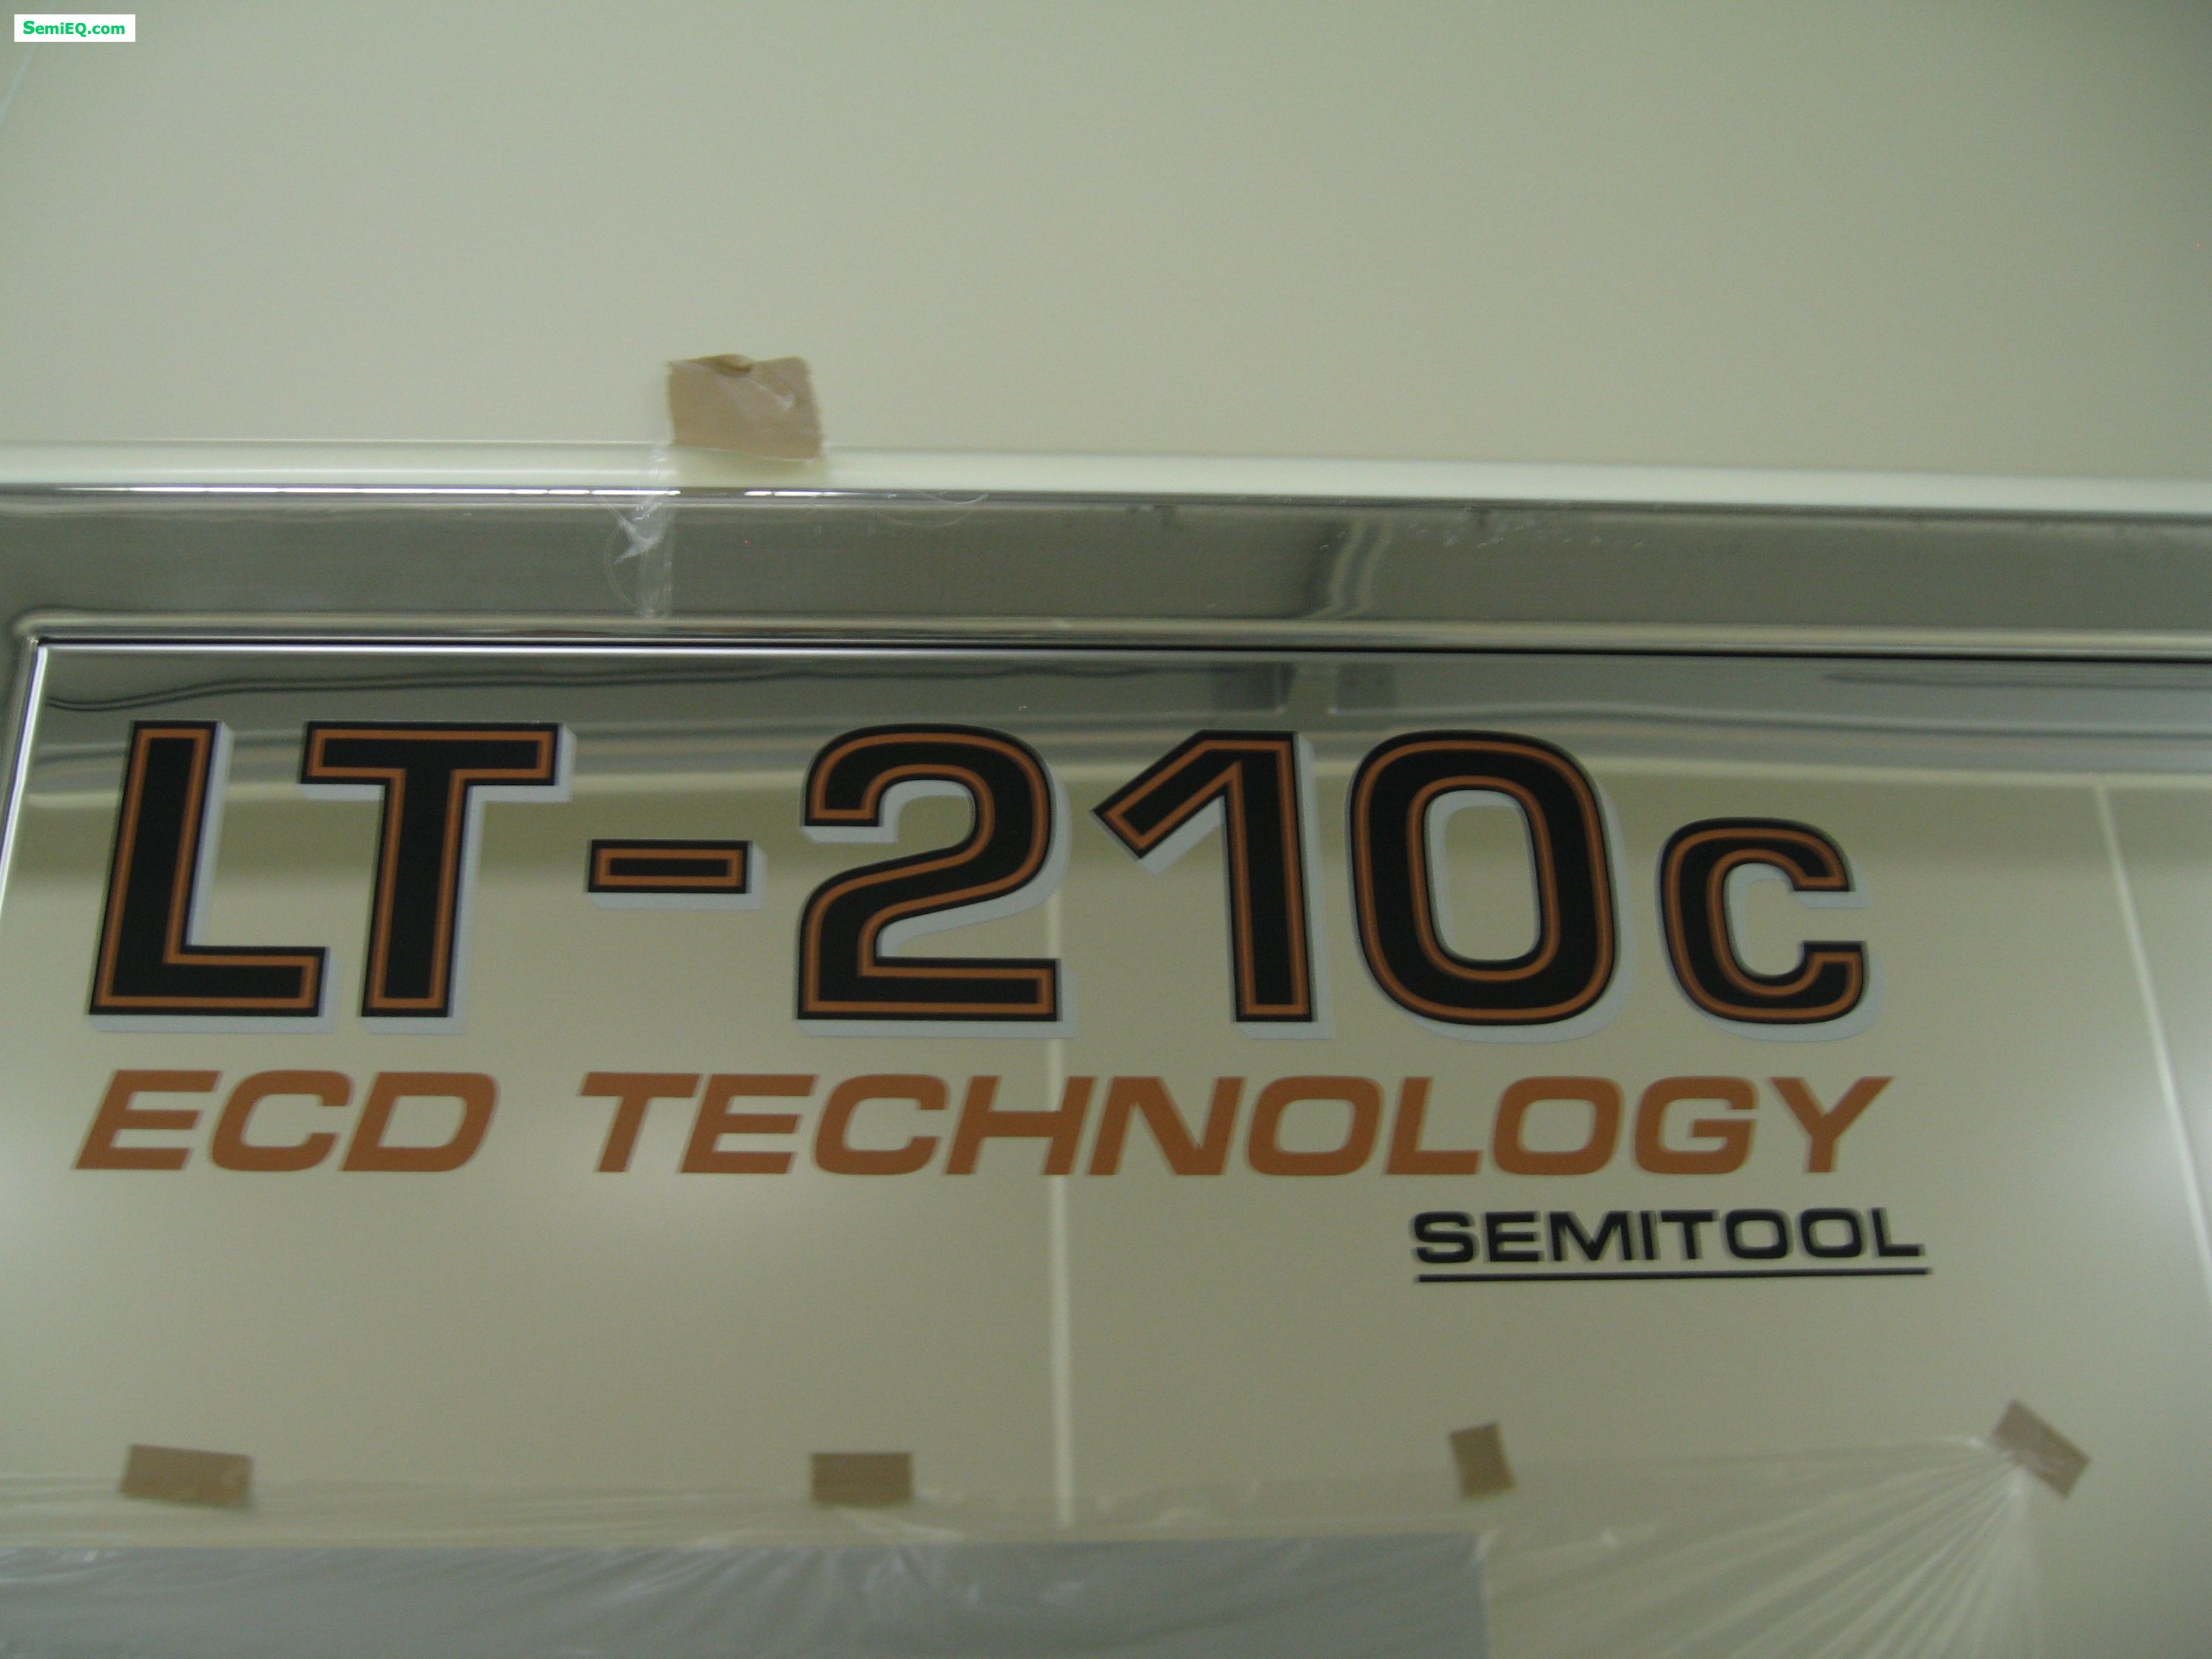 SemiEQ.com
LT-210c
ECD TECHNOLOGY
SEMITOOL